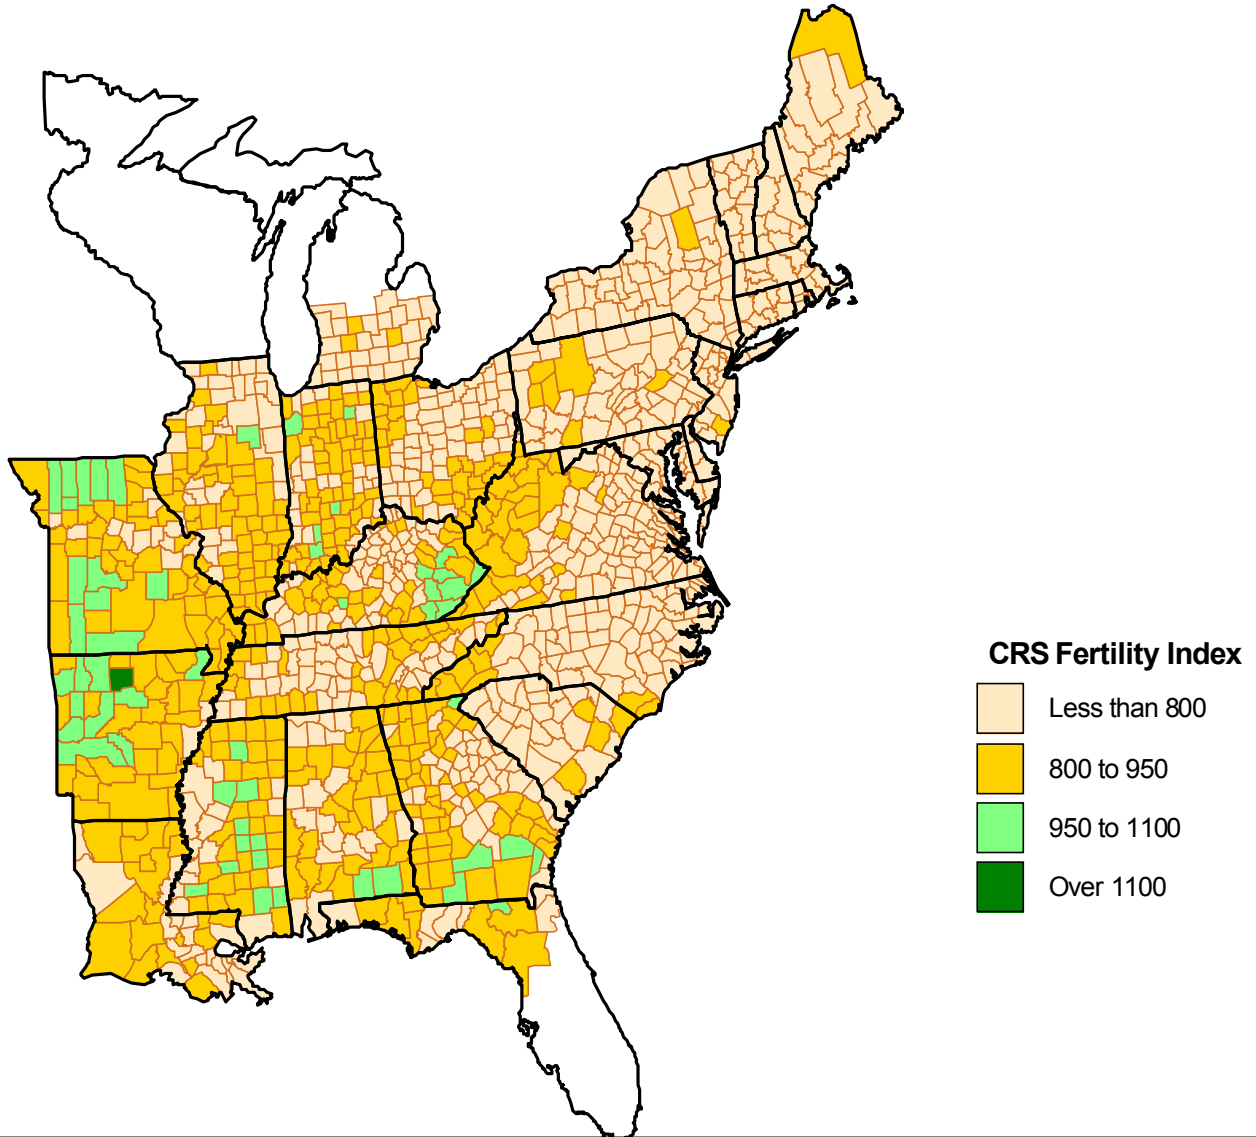 CRS Fertility Index
Less than 800
800 to 950
950 to 1100
Over 1100